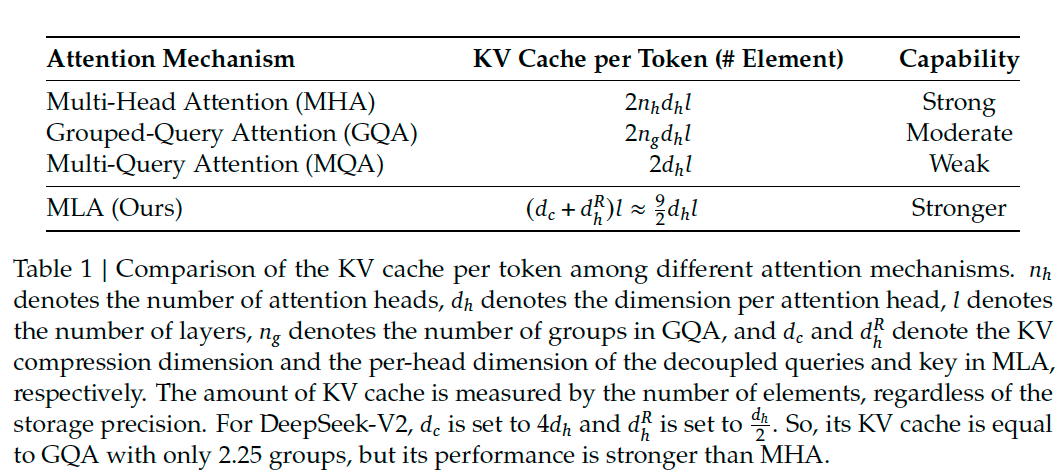 Attention Mechanism KV Cache per Token (# Element) Capability
Multi-Head Attention (MHA) $2n_h d_h l$ Strong
Grouped-Query Attention (GQA) $2n_g d_h l$ Moderate
Multi-Query Attention (MQA) $2d_h l$ Weak
MLA (Ours) $(d_c + d_h^R)l \approx \frac{9}{2} d_h l$ Stronger
Table 1 | Comparison of the KV cache per token among different attention mechanisms. $n_h$
denotes the number of attention heads, $d_h$ denotes the dimension per attention head, $l$ denotes
the number of layers, $n_g$ denotes the number of groups in GQA, and $d_c$ and $d_h^R$ denote the KV
compression dimension and the per-head dimension of the decoupled queries and key in MLA,
respectively. The amount of KV cache is measured by the number of elements, regardless of the
storage precision. For DeepSeek-V2, $d_c$ is set to $4d_h$ and $d_h^R$ is set to $\frac{d_h}{2}$. So, its KV cache is equal
to GQA with only 2.25 groups, but its performance is stronger than MHA.